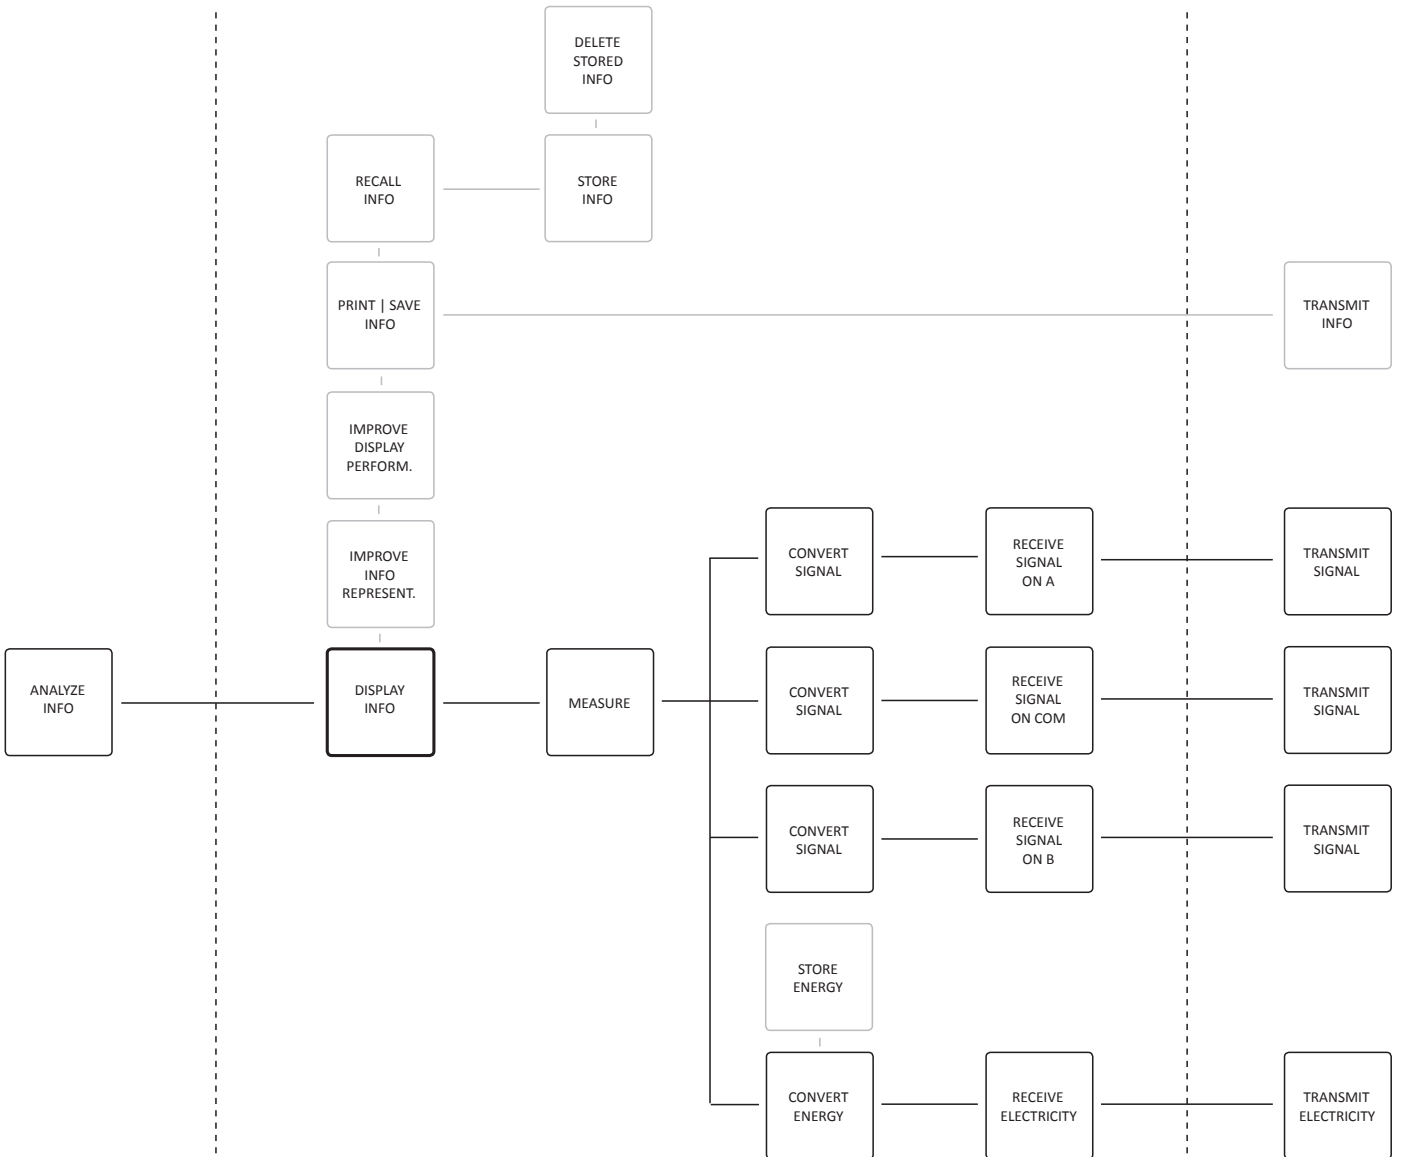 DELETE
STORED
INFO
RECALL
INFO
STORE
INFO
PRINT | SAVE
INFO
TRANSMIT
INFO
IMPROVE
DISPLAY
PERFORM.
IMPROVE
INFO
REPRESENT.
CONVERT
SIGNAL
RECEIVE
SIGNAL
ON A
TRANSMIT
SIGNAL
ANALYZE
INFO
DISPLAY
INFO
MEASURE
CONVERT
SIGNAL
RECEIVE
SIGNAL
ON COM
TRANSMIT
SIGNAL
CONVERT
SIGNAL
RECEIVE
SIGNAL
ON B
TRANSMIT
SIGNAL
STORE
ENERGY
CONVERT
ENERGY
RECEIVE
ELECTRICITY
TRANSMIT
ELECTRICITY